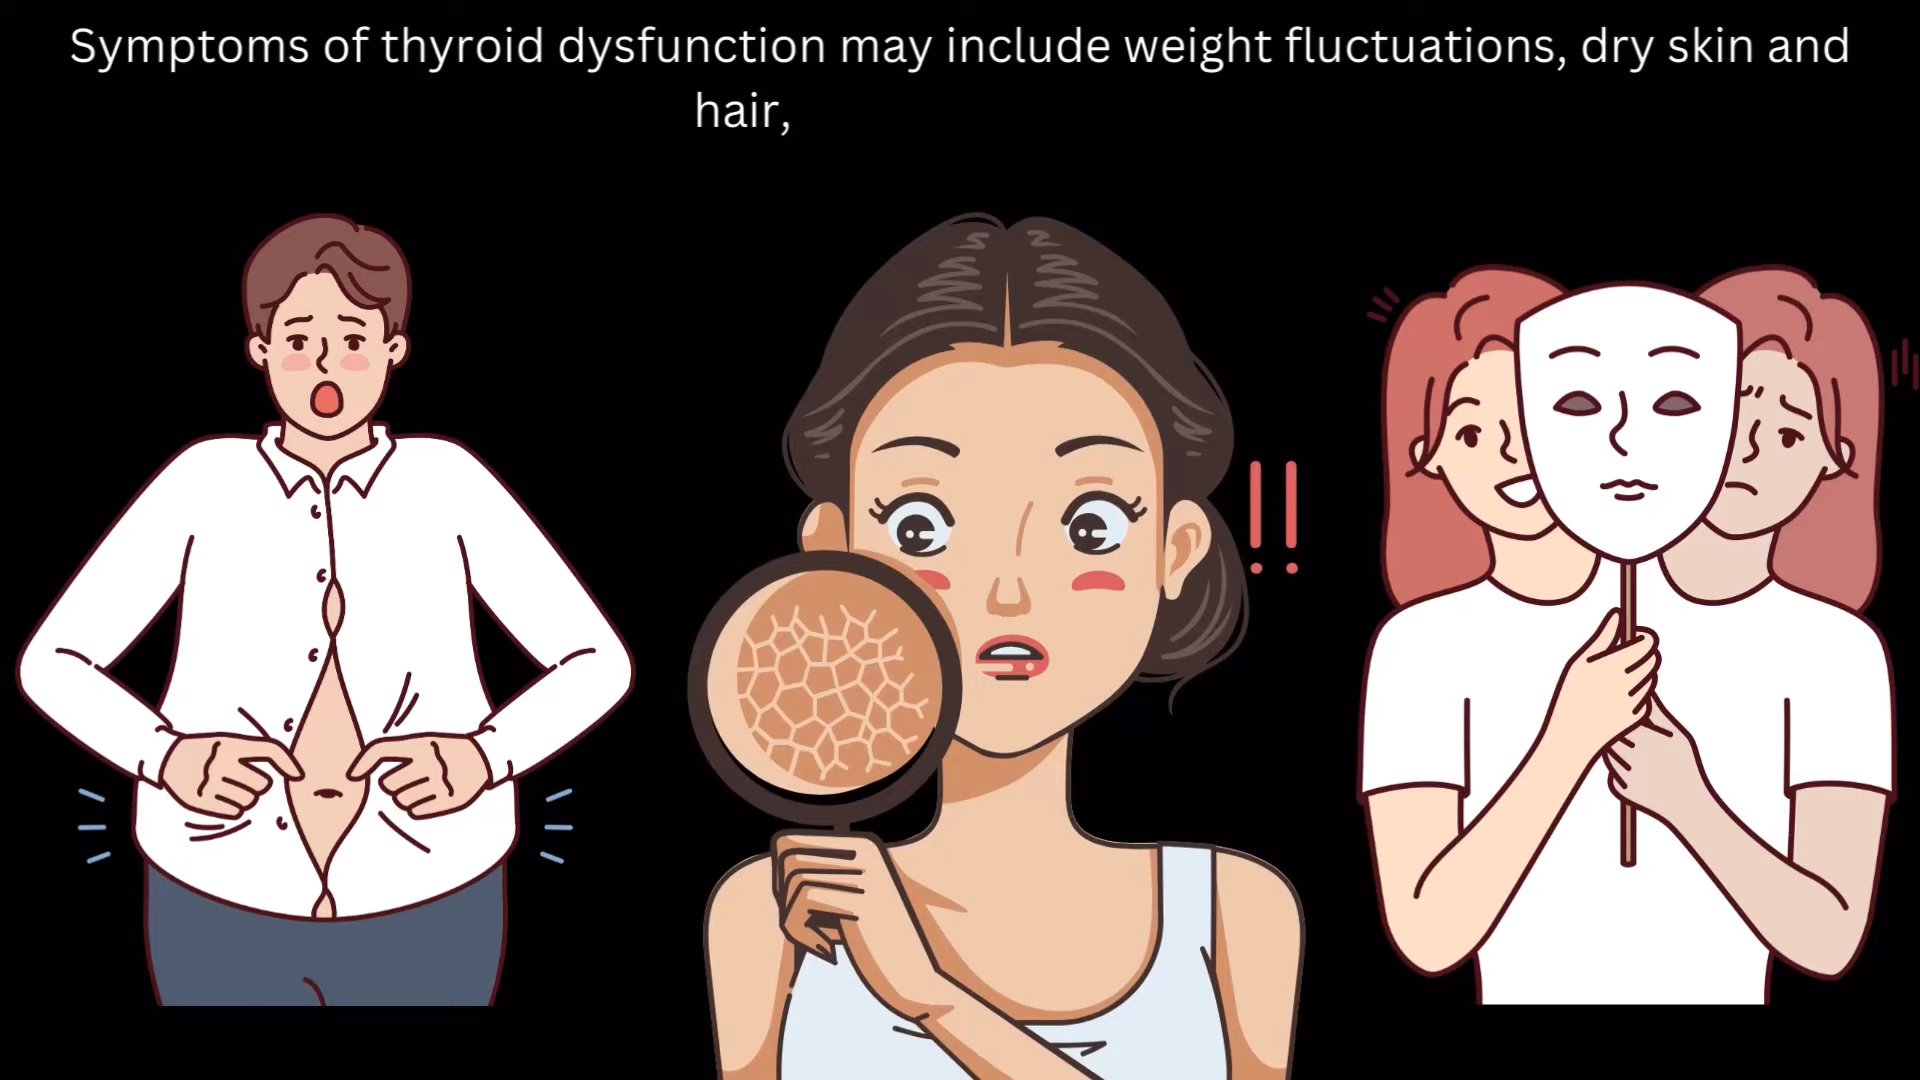 Symptoms of thyroid dysfunction may include weight fluctuations, dry skin and
hair,